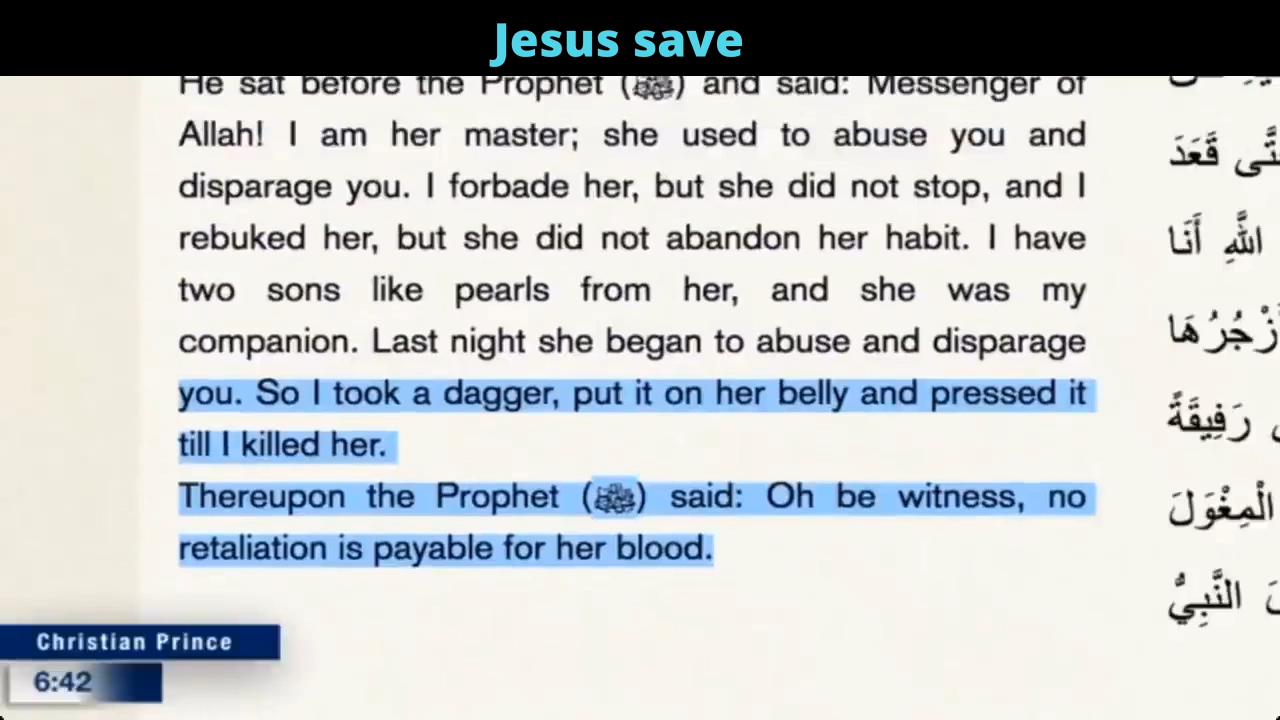 Jesus save
He sat before the Prophet (ﷺ) and said: Messenger of
Allah! I am her master; she used to abuse you and
disparage you. I forbade her, but she did not stop, and I
rebuked her, but she did not abandon her habit. I have
two sons like pearls from her, and she was my
companion. Last night she began to abuse and disparage
you. So I took a dagger, put it on her belly and pressed it
till I killed her.
Thereupon the Prophet (ﷺ) said: Oh be witness, no
retaliation is payable for her blood.
قَعَدَ
اللَّهِ أَنَا
رَفِيقَةً
الْمِغْوَلَ
النَّبِيُّ
Christian Prince
6:42